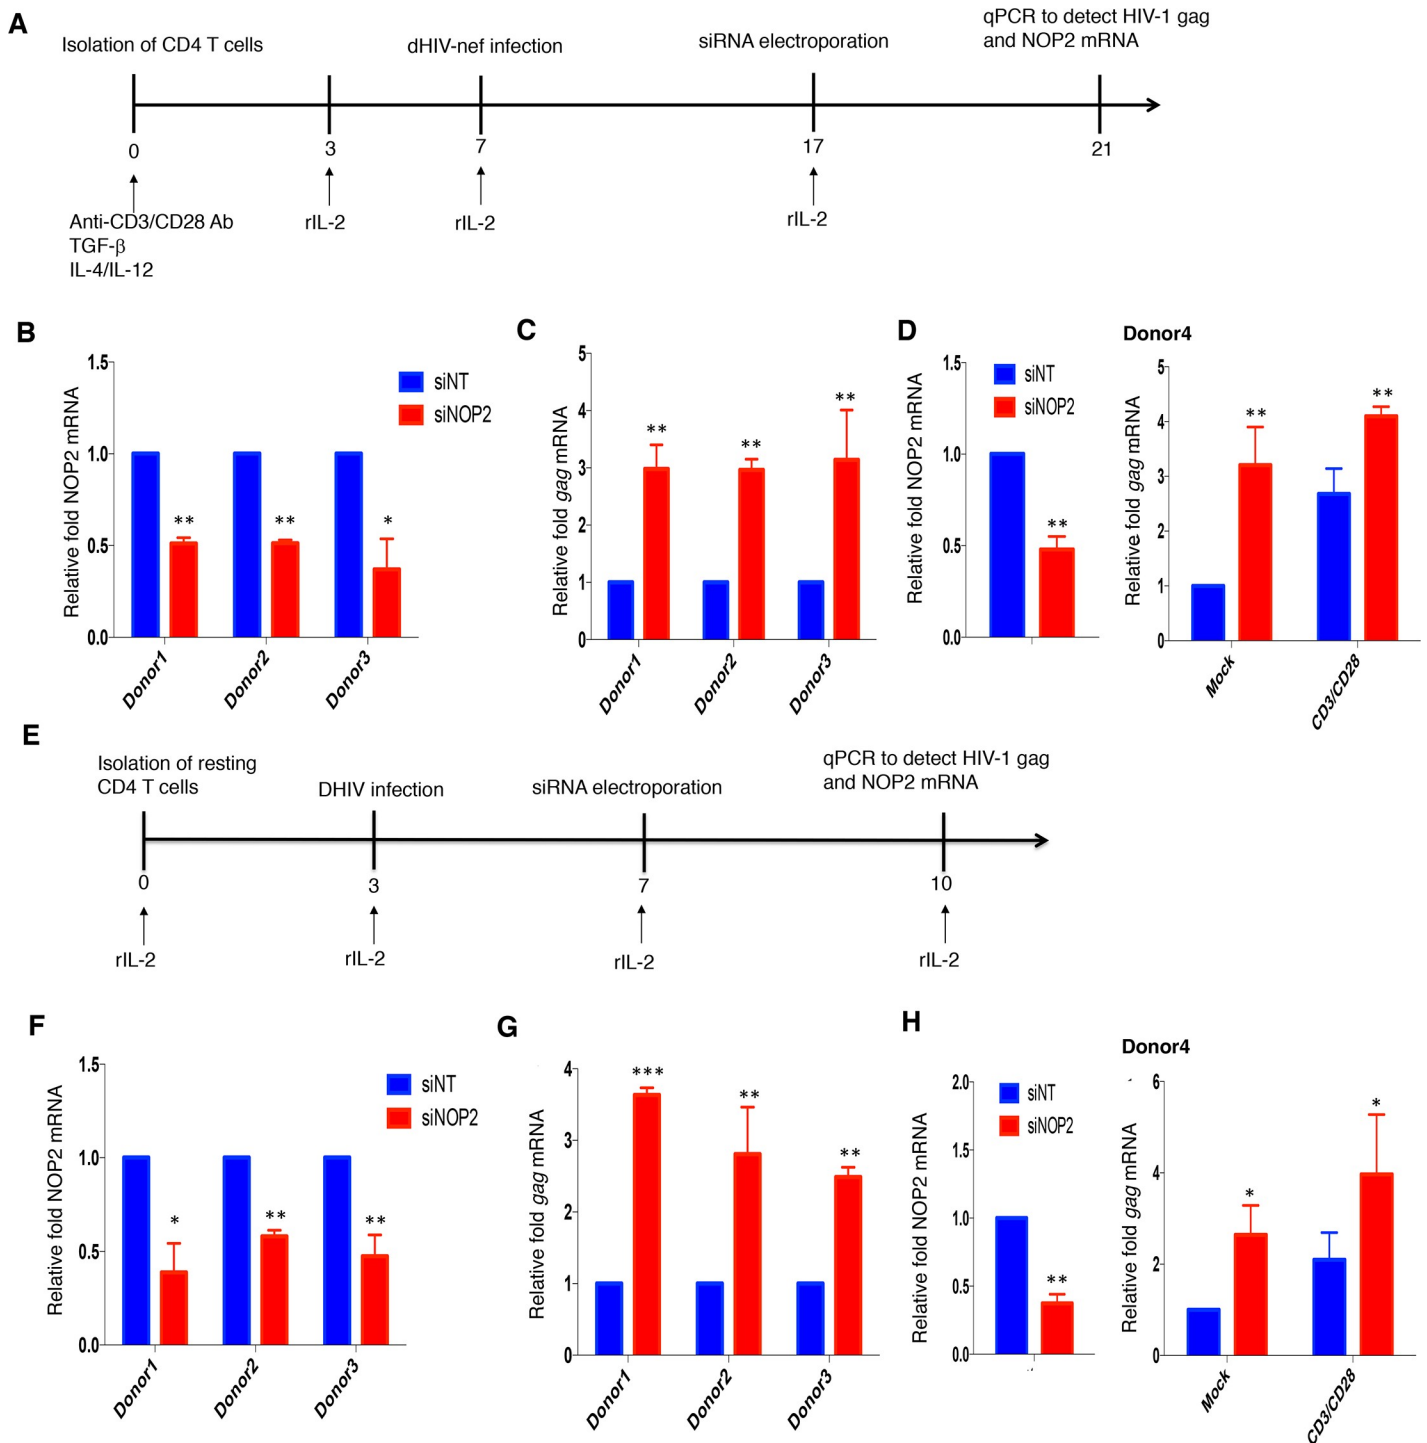 A
Isolation of CD4 T cells
dHIV-nef infection
siRNA electroporation
qPCR to detect HIV-1 gag
and NOP2 mRNA
0
3
7
17
21
Anti-CD3/CD28 Ab
TGF-β
IL-4/IL-12
rIL-2
rIL-2
rIL-2
B
Relative fold NOP2 mRNA
1.5
1.0
0.5
0.0
siNT
siNOP2
**
**
*
Donor1
Donor2
Donor3
C
Relative fold gag mRNA
5
4
3
2
1
0
**
**
**
Donor1
Donor2
Donor3
D
Relative fold NOP2 mRNA
1.5
1.0
0.5
0.0
siNT
siNOP2
**
Donor4
Relative fold gag mRNA
5
4
3
2
1
0
**
**
Mock
CD3/CD28
E
Isolation of resting
CD4 T cells
DHIV infection
siRNA electroporation
qPCR to detect HIV-1 gag
and NOP2 mRNA
0
3
7
10
rIL-2
rIL-2
rIL-2
rIL-2
F
Relative fold NOP2 mRNA
1.5
1.0
0.5
0.0
siNT
siNOP2
*
**
**
Donor1
Donor2
Donor3
G
Relative fold gag mRNA
4
3
2
1
0
***
**
**
Donor1
Donor2
Donor3
H
Relative fold NOP2 mRNA
2.0
1.5
1.0
0.5
0.0
siNT
siNOP2
**
Donor4
Relative fold gag mRNA
6
4
2
0
*
*
Mock
CD3/CD28